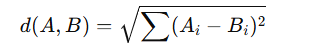 d(A, B) = √∑(Aᵢ − Bᵢ)²